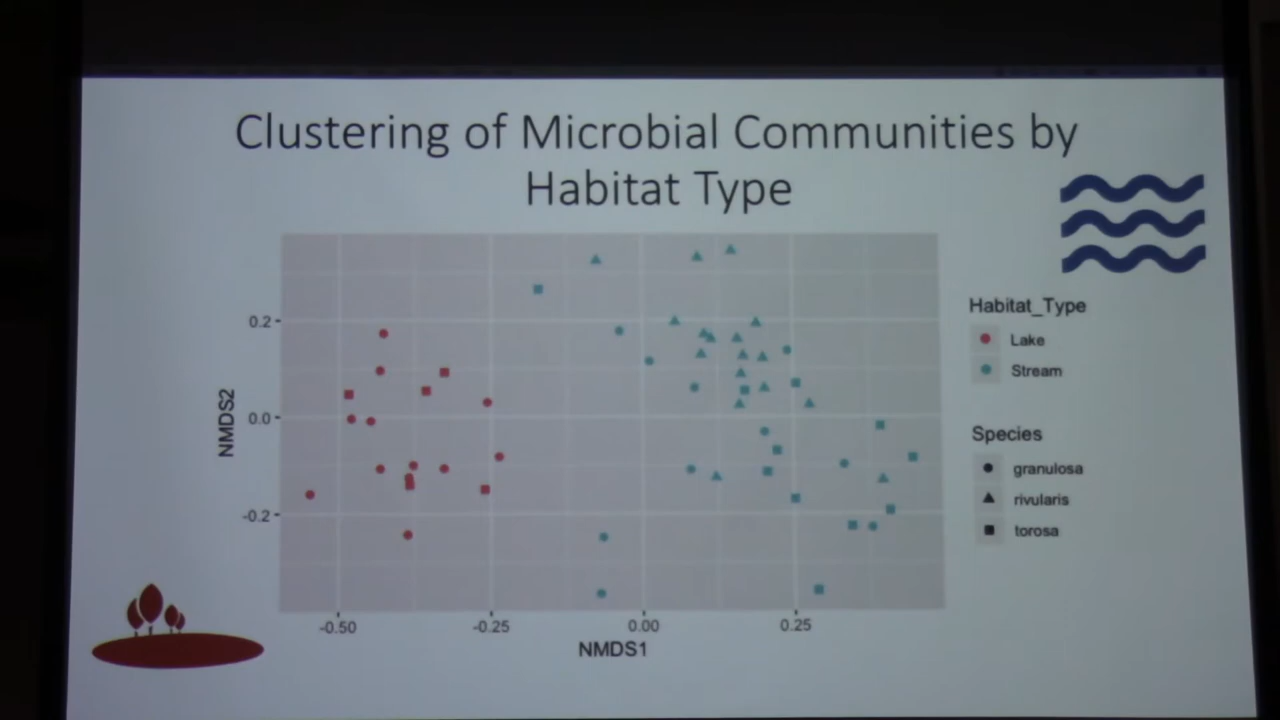 Clustering of Microbial Communities by
Habitat Type
NMDS2
0.2
0.0
-0.2
-0.50
-0.25
0.00
0.25
NMDS1
Habitat_Type
Lake
Stream
Species
granulosa
rivularis
torosa